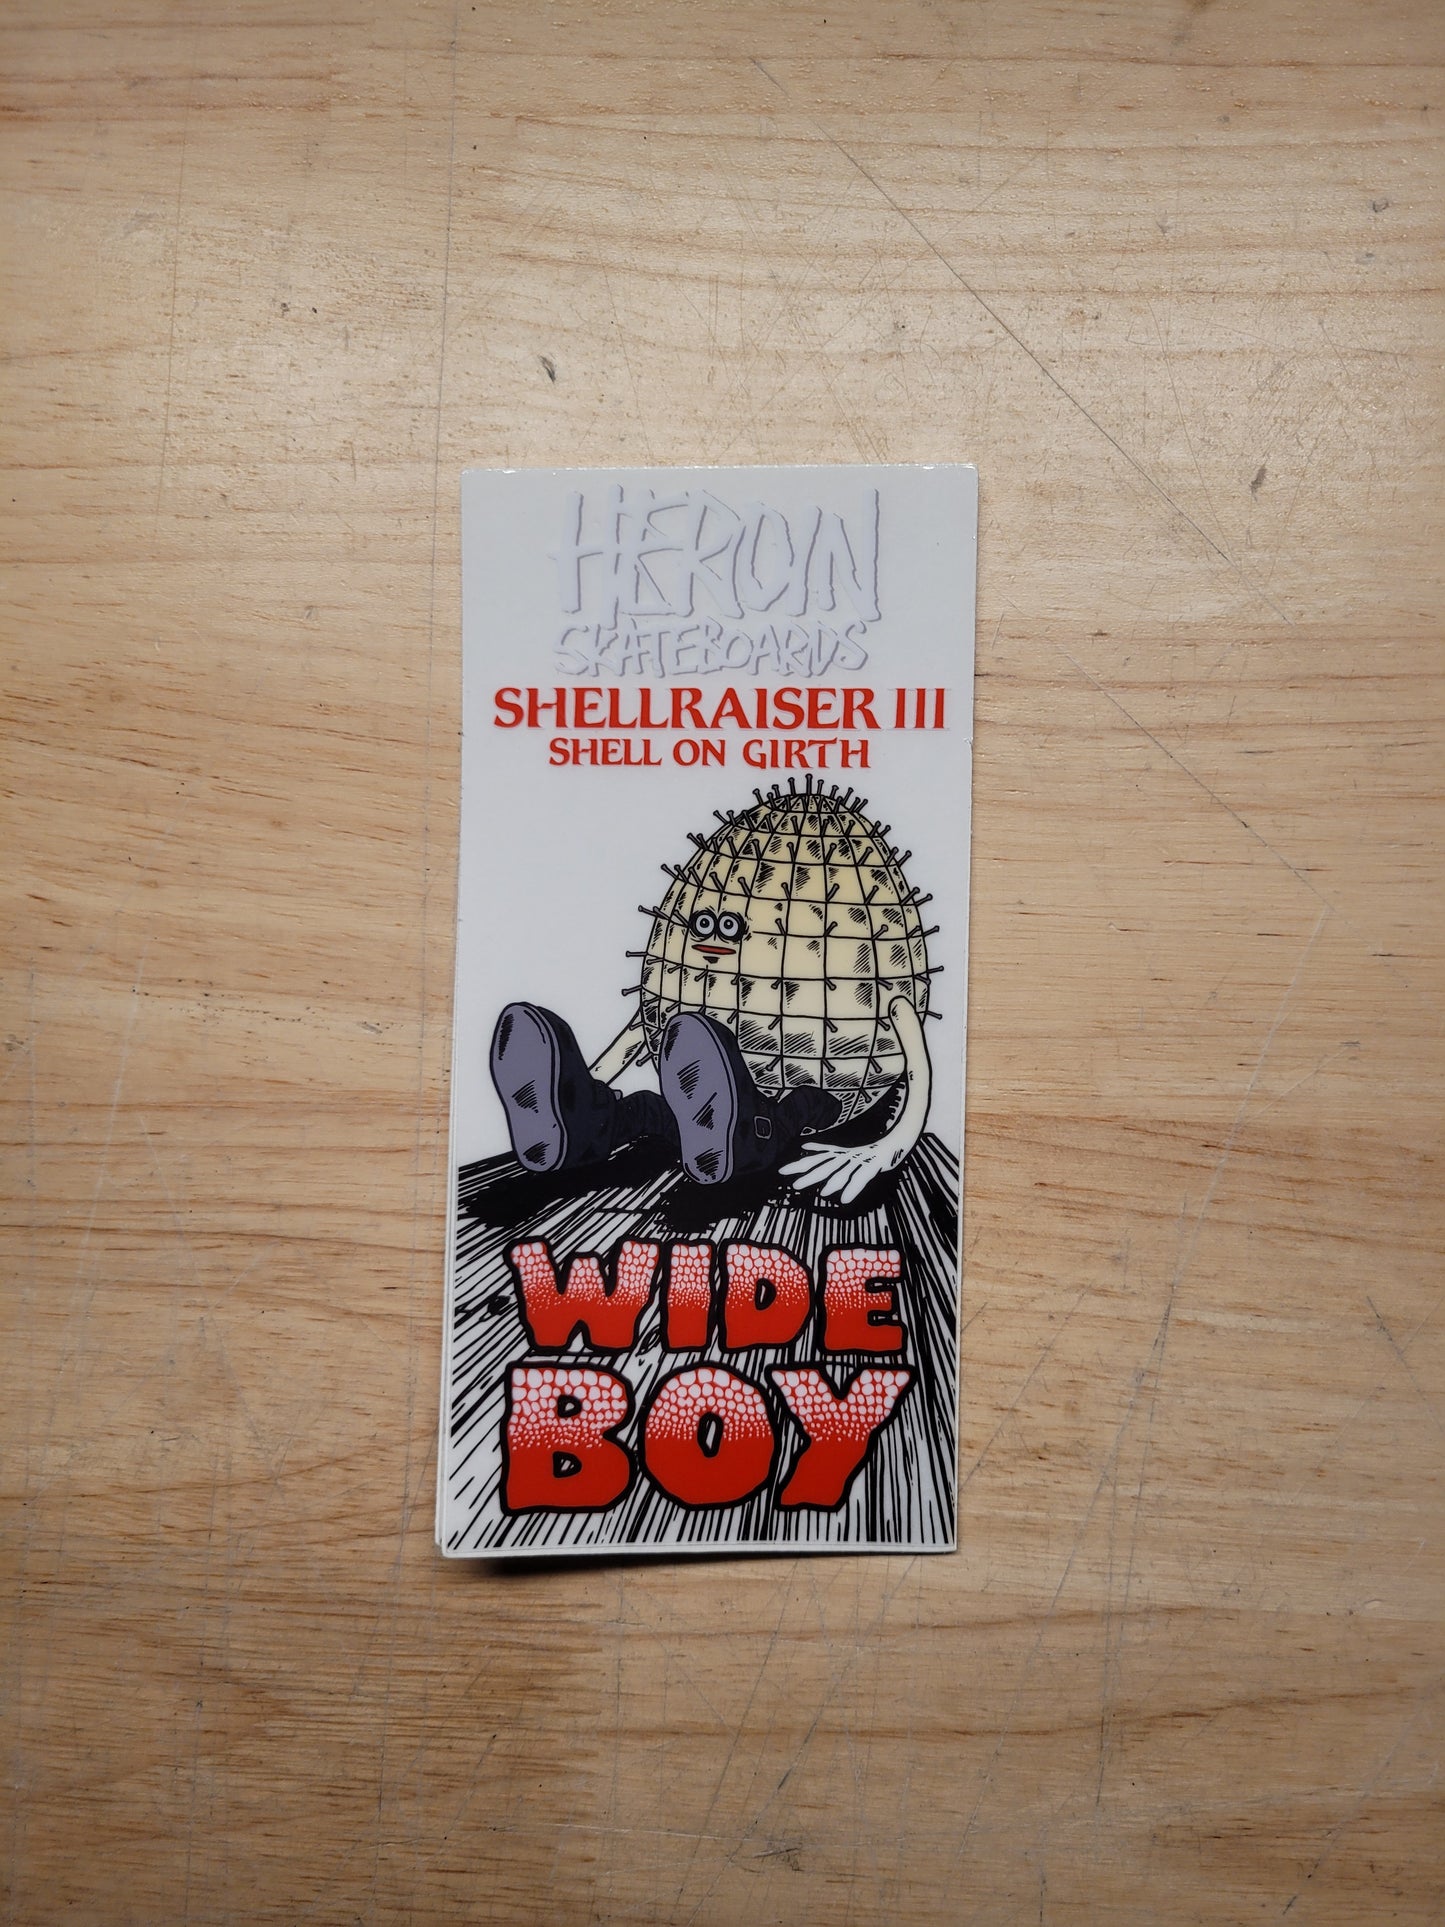 HEROIN
SKATEBOARDS
SHELLRAISER III
SHELL ON GIRTH
WIDE
BOY